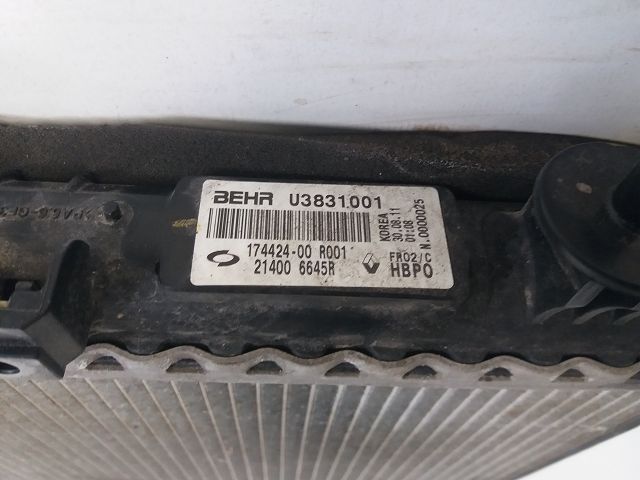 BEHR U3831001
174424-00 R001
21400 6645R
KOREA
30.08.11
01:08
N.0000025
FR02/C
HBPO